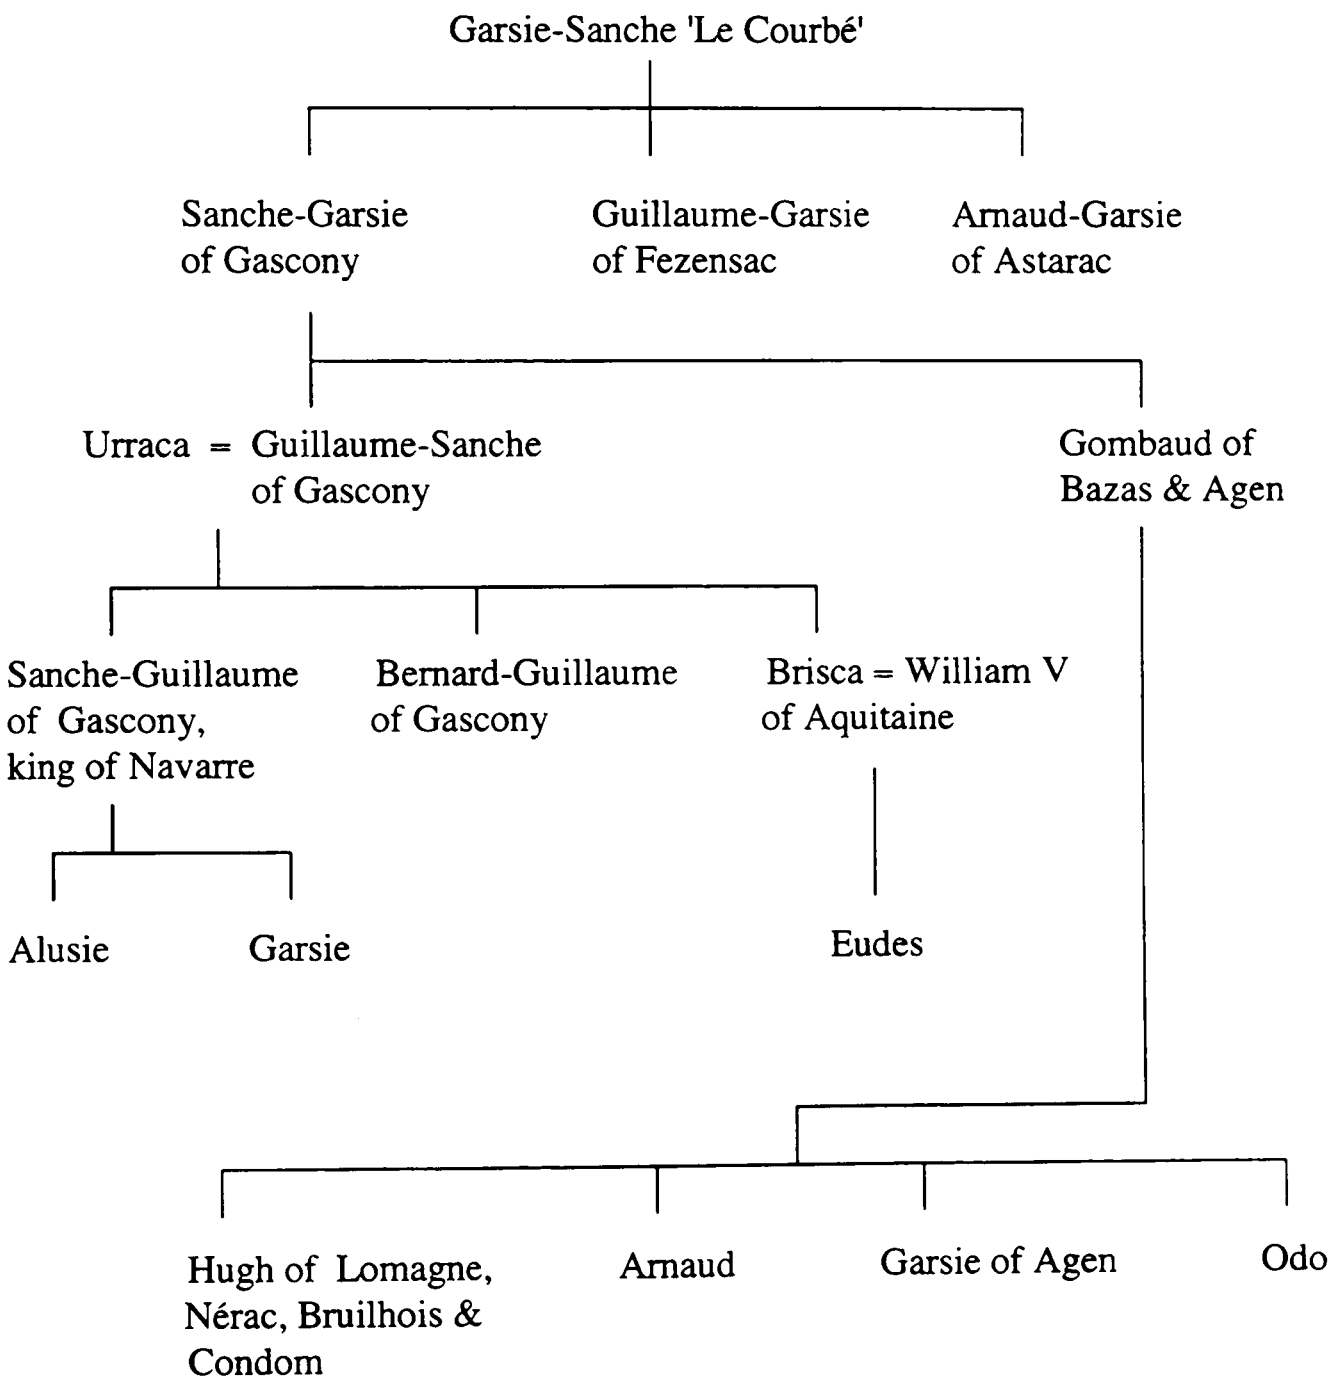 Garsie-Sanche 'Le Courbé'
Sanche-Garsie
of Gascony
Guillaume-Garsie
of Fezensac
Arnaud-Garsie
of Astarac
Urraca = Guillaume-Sanche
of Gascony
Gombaud of
Bazas & Agen
Sanche-Guillaume
of Gascony,
king of Navarre
Bernard-Guillaume
of Gascony
Brisca = William V
of Aquitaine
Alusie
Garsie
Eudes
Hugh of Lomagne,
Nérac, Bruilhois &
Condom
Arnaud
Garsie of Agen
Odo